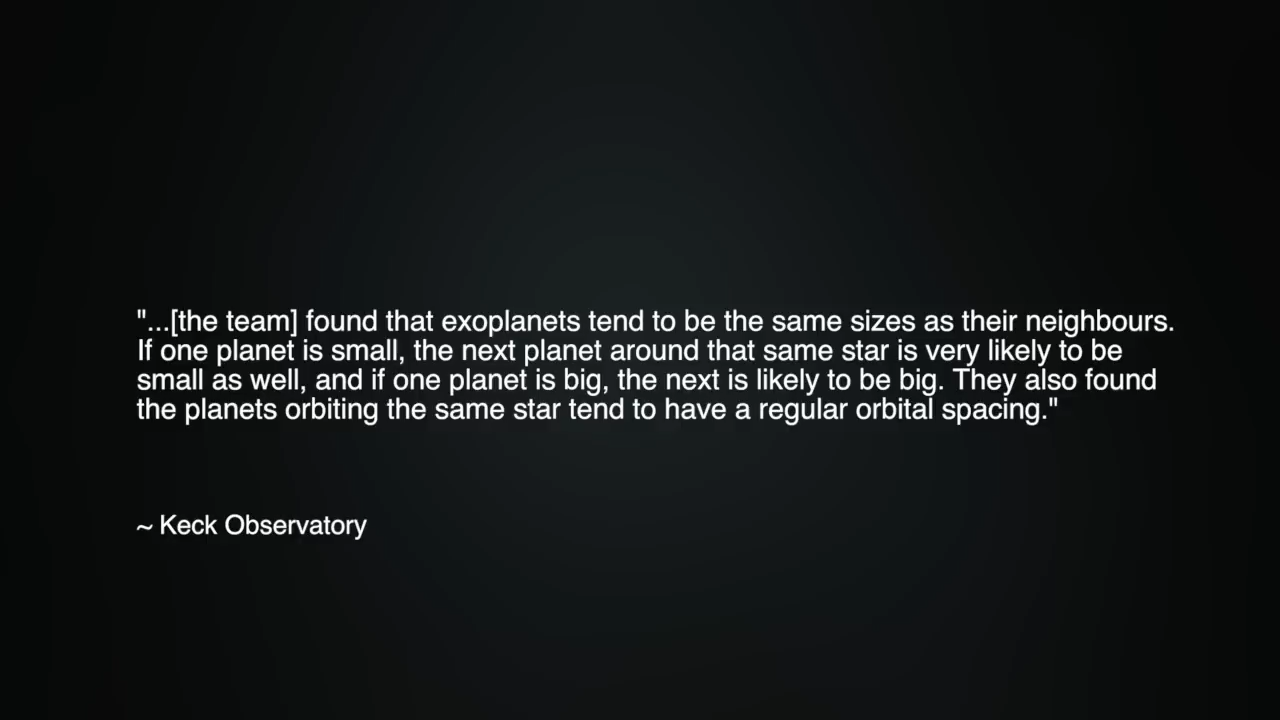 "...[the team] found that exoplanets tend to be the same sizes as their neighbours.
If one planet is small, the next planet around that same star is very likely to be
small as well, and if one planet is big, the next is likely to be big. They also found
the planets orbiting the same star tend to have a regular orbital spacing."
~ Keck Observatory